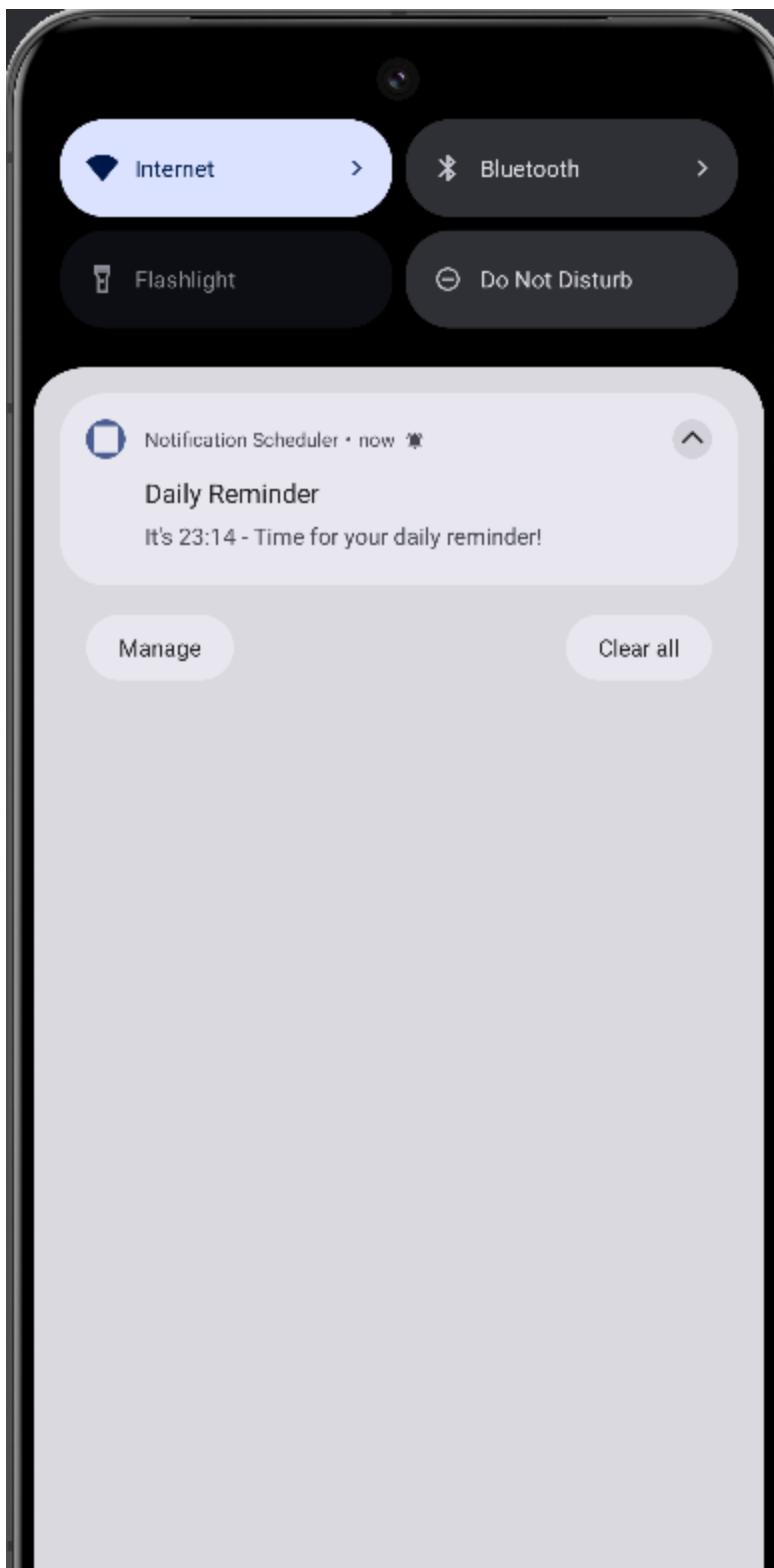 Internet
Bluetooth
Flashlight
Do Not Disturb
Notification Scheduler • now
Daily Reminder
It's 23:14 - Time for your daily reminder!
Manage
Clear all